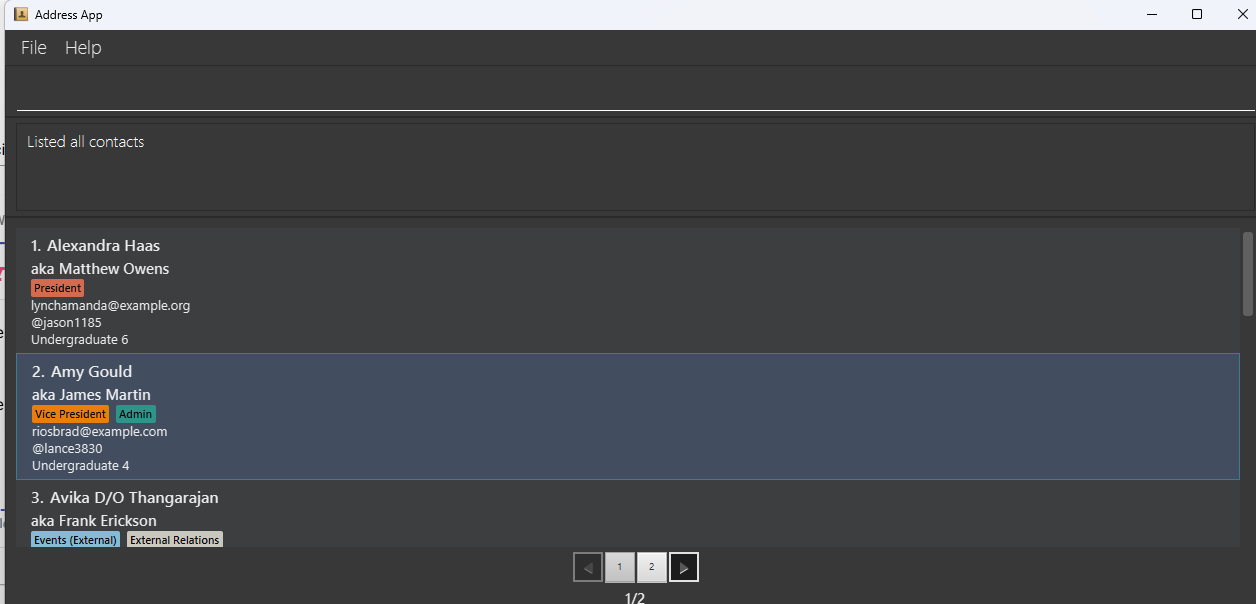 Address App
File Help
Listed all contacts
1. Alexandra Haas
aka Matthew Owens
President
lynchamanda@example.org
@jason1185
Undergraduate 6
2. Amy Gould
aka James Martin
Vice President Admin
riosbrad@example.com
@lance3830
Undergraduate 4
3. Avika D/O Thangarajan
aka Frank Erickson
Events (External) External Relations
1 2
1/2